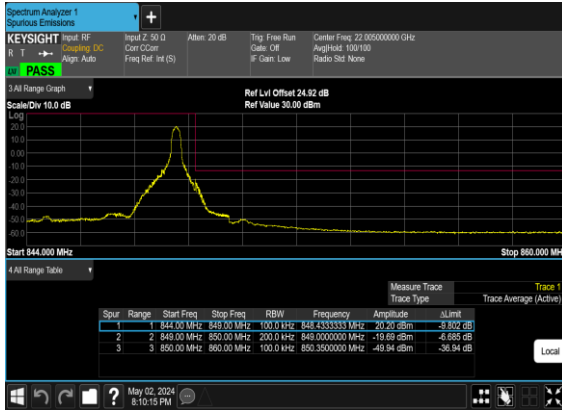 Spectrum Analyzer 1
Spurious Emissions
KEYSIGHT Input: RF Input Z: 50 Ω Atten: 20 dB Trig: Free Run Center Freq: 22.005000000 GHz
R T Coupling: DC Corr CCorr Gate: Off Avg|Hold: 100/100
Align: Auto Freq Ref: Int (S) IF Gain: Low Radio Std: None
PASS
3 All Range Graph
Ref Lvl Offset 24.92 dB
Scale/Div 10.0 dB Ref Value 30.00 dBm
Log
20.0
10.0
0.00
-10.0
-20.0
-30.0
-40.0
-50.0
-60.0
Start 844.000 MHz Stop 860.000 MHz
4 All Range Table
Measure Trace Trace 1
Trace Type Trace Average (Active)
Spur Range Start Freq Stop Freq RBW Frequency Amplitude ΔLimit
1 1 844.00 MHz 849.00 MHz 100.0 kHz 848.4333333 MHz 20.20 dBm -9.802 dB
2 2 849.00 MHz 850.00 MHz 200.0 kHz 849.0000000 MHz -19.69 dBm -6.685 dB
3 3 850.00 MHz 860.00 MHz 100.0 kHz 850.3500000 MHz -49.94 dBm -36.94 dB
Local
? May 02, 2024
8:10:15 PM